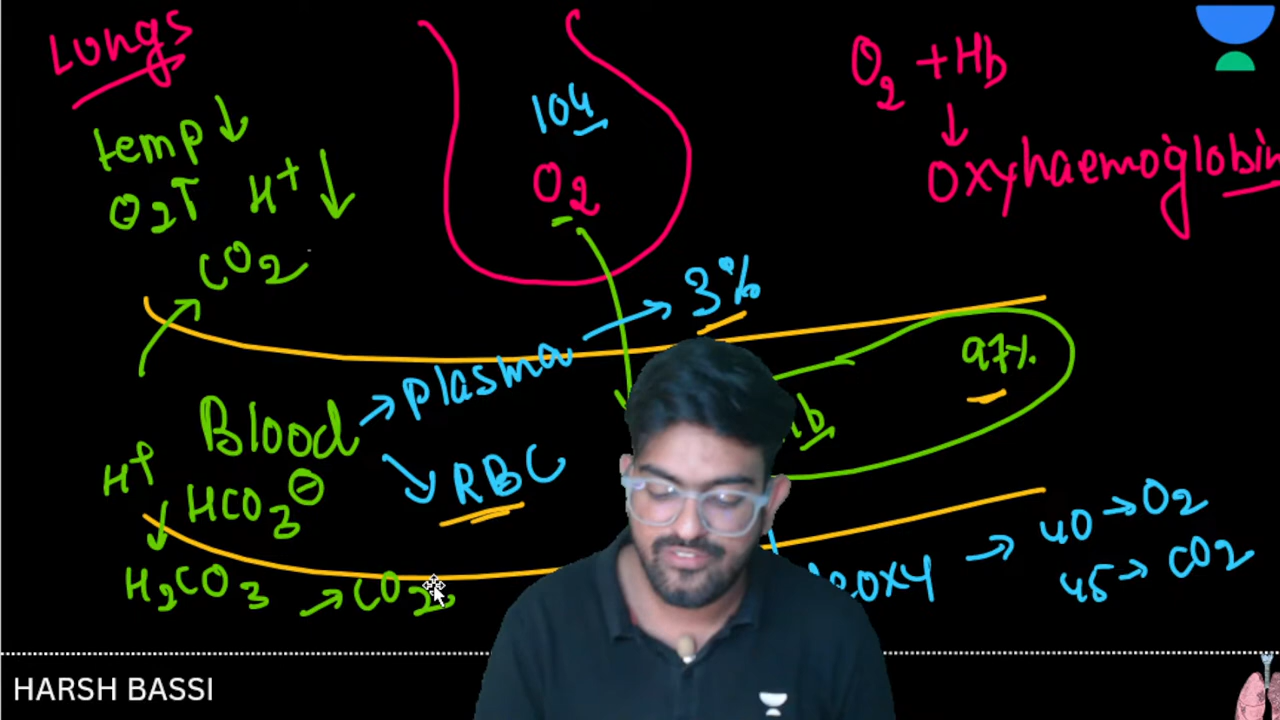 Lungs
temp ↓
O2↑ H+ ↓
CO2
104
O2
O2 + Hb
↓
Oxyhaemoglobin
→ 3%
97%
Blood → plasma
↘ RBC
H+ HCO3⊖
↓
H2CO3 → CO2
→ 40 → O2
45 → CO2
HARSH BASSI